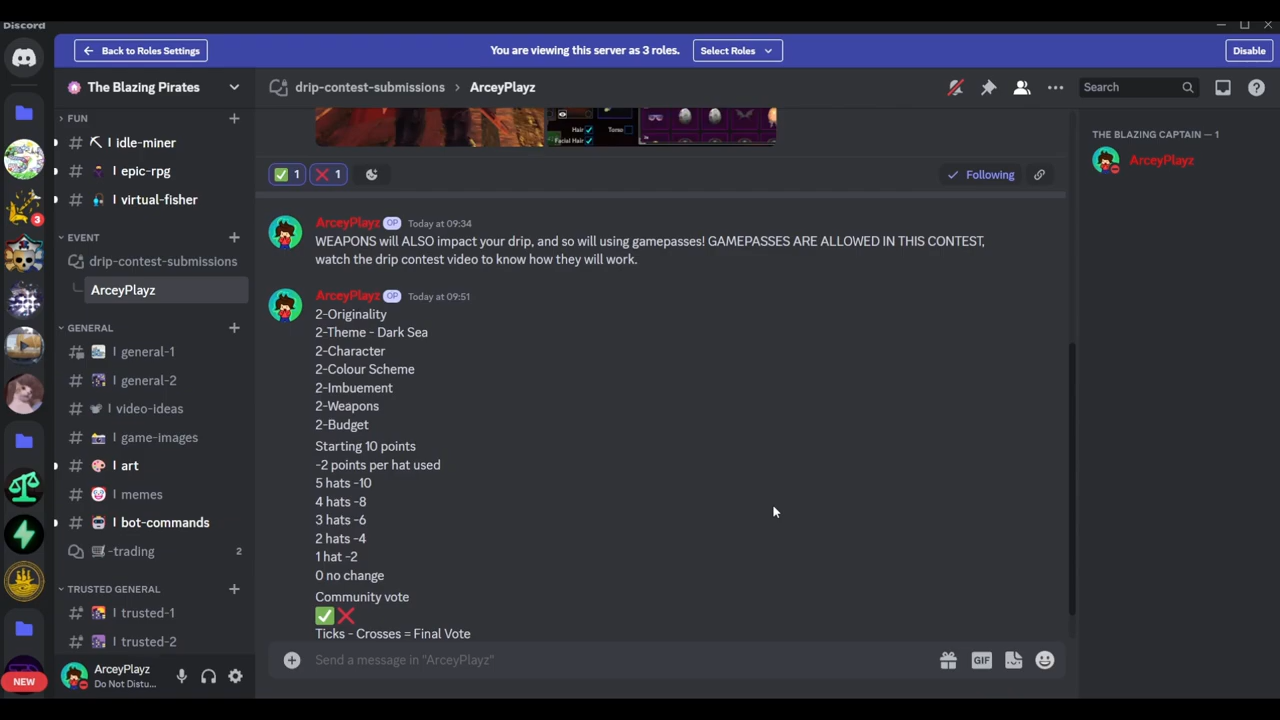 Discord
Back to Roles Settings
You are viewing this server as 3 roles.
Select Roles
Disable
The Blazing Pirates
drip-contest-submissions > ArceyPlayz
Search
FUN
idle-miner
epic-rpg
virtual-fisher
EVENT
drip-contest-submissions
ArceyPlayz
GENERAL
general-1
general-2
video-ideas
game-images
art
memes
bot-commands
-trading
2
TRUSTED GENERAL
trusted-1
trusted-2
3
NEW
ArceyPlayz
Do Not Distu...
Hair
Torso
Facial Hair
1
1
Following
ArceyPlayz OP Today at 09:34
WEAPONS will ALSO impact your drip, and so will using gamepasses! GAMEPASSES ARE ALLOWED IN THIS CONTEST,
watch the drip contest video to know how they will work.
ArceyPlayz OP Today at 09:51
2-Originality
2-Theme - Dark Sea
2-Character
2-Colour Scheme
2-Imbuement
2-Weapons
2-Budget
Starting 10 points
-2 points per hat used
5 hats -10
4 hats -8
3 hats -6
2 hats -4
1 hat -2
0 no change
Community vote
✅❌
Ticks - Crosses = Final Vote
Send a message in "ArceyPlayz"
GIF
THE BLAZING CAPTAIN — 1
ArceyPlayz